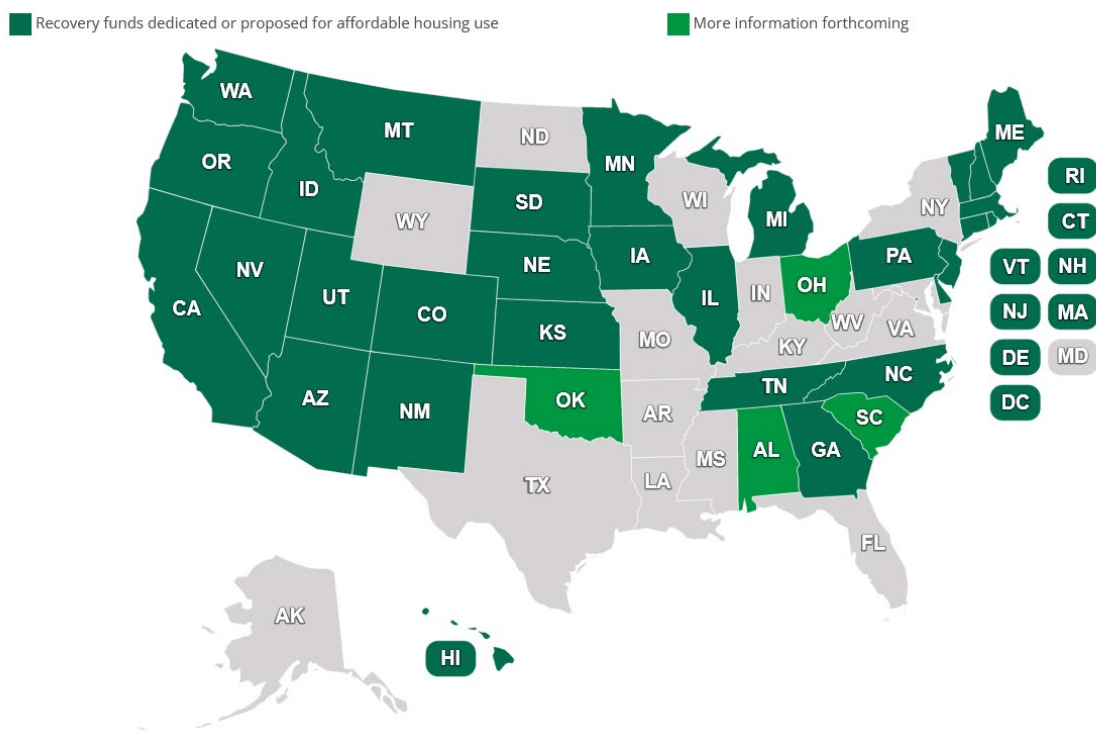 Recovery funds dedicated or proposed for affordable housing use
More information forthcoming
WA
MT
ND
MN
ME
OR
ID
SD
WI
MI
NY
RI
WY
CT
NV
NE
IA
PA
VT
NH
CA
UT
CO
IL
IN
OH
NJ
MA
KS
MO
KY
WV
VA
DE
MD
AZ
NM
OK
AR
TN
NC
DC
TX
LA
MS
AL
GA
SC
FL
AK
HI